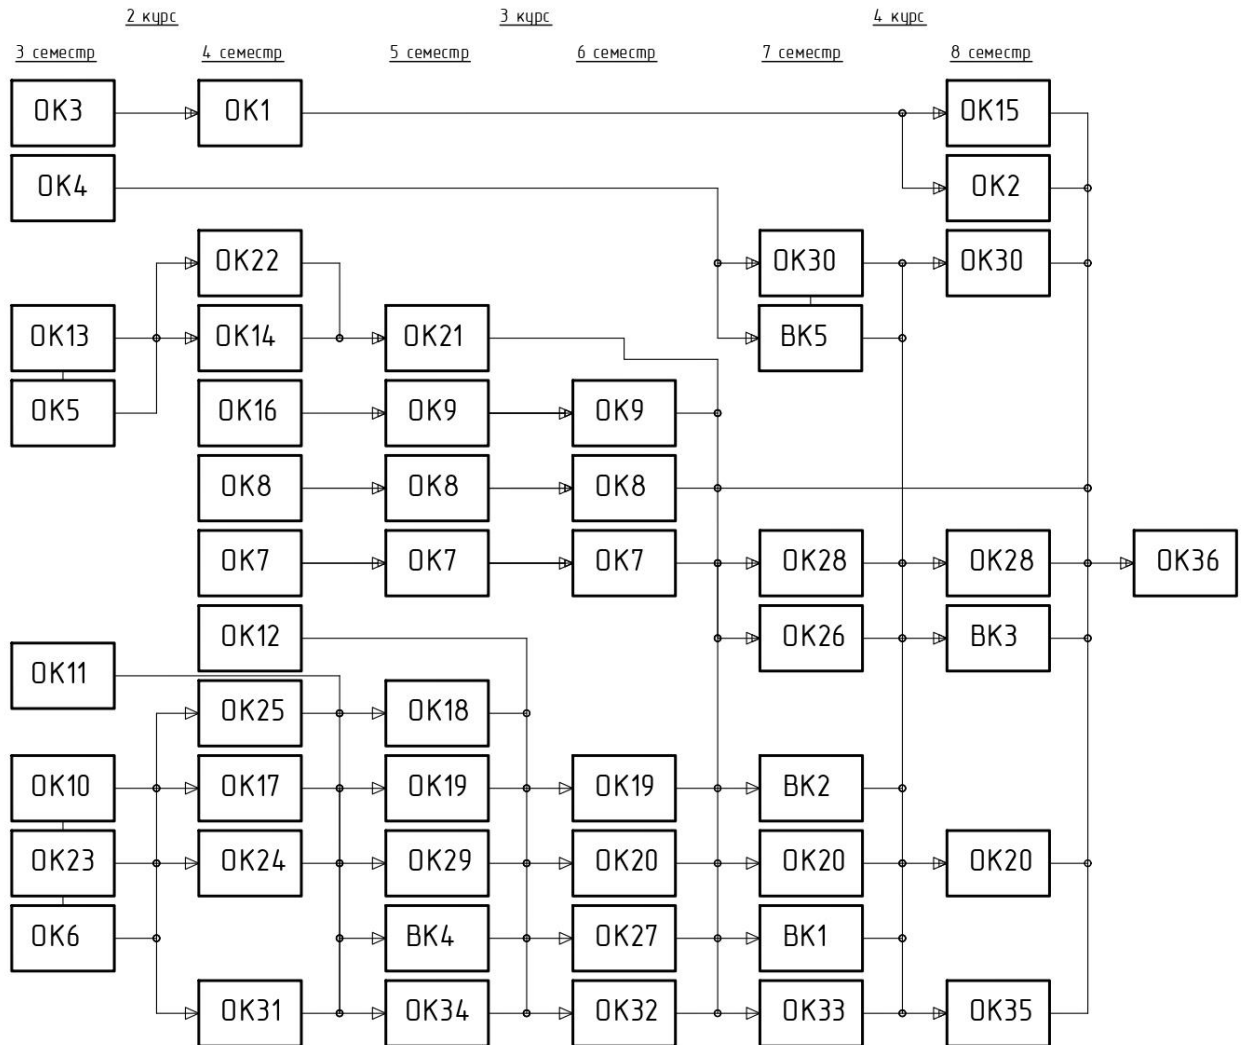 2 курс 3 курс 4 курс
3 семестр 4 семестр 5 семестр 6 семестр 7 семестр 8 семестр
ОК3 ОК1 ОК15
ОК4 ОК2
ОК22 ОК30 ОК30
ОК13 ОК14 ОК21 ВК5
ОК5 ОК16 ОК9 ОК9
ОК8 ОК8 ОК8
ОК7 ОК7 ОК7 ОК28 ОК28 ОК36
ОК12 ОК26 ВК3
ОК11
ОК25 ОК18
ОК10 ОК17 ОК19 ОК19 ВК2
ОК23 ОК24 ОК29 ОК20 ОК20 ОК20
ОК6 ВК4 ОК27 ВК1
ОК31 ОК34 ОК32 ОК33 ОК35